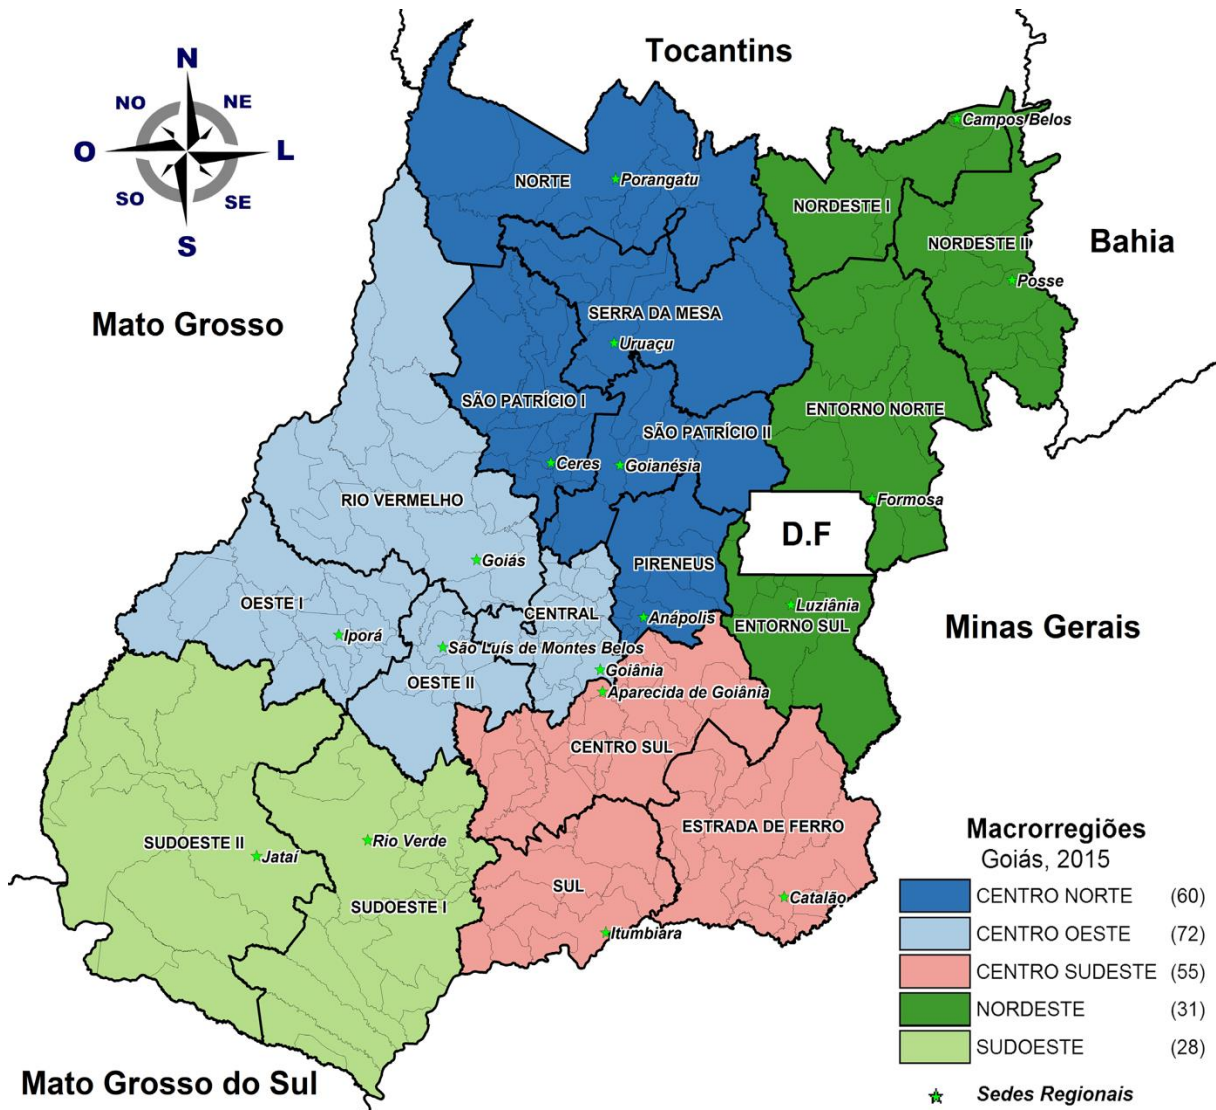 Tocantins
N
NO
NE
O
L
SO
SE
S
Campos Belos
NORTE
Porangatu
NORDESTE I
NORDESTE II
Bahia
Posse
Mato Grosso
SERRA DA MESA
Uruaçu
SÃO PATRÍCIO I
ENTORNO NORTE
SÃO PATRÍCIO II
Ceres
Goianésia
RIO VERMELHO
Formosa
D.F
Goiás
PIRENEUS
OESTE I
CENTRAL
Anápolis
Luziânia
ENTORNO SUL
Minas Gerais
Iporá
São Luís de Montes Belos
Goiânia
OESTE II
Aparecida de Goiânia
CENTRO SUL
SUDOESTE II
Jataí
Rio Verde
ESTRADA DE FERRO
SUL
SUDOESTE I
Catalão
Itumbiara
Mato Grosso do Sul
Macrorregiões
Goiás, 2015
CENTRO NORTE (60)
CENTRO OESTE (72)
CENTRO SUDESTE (55)
NORDESTE (31)
SUDOESTE (28)
Sedes Regionais